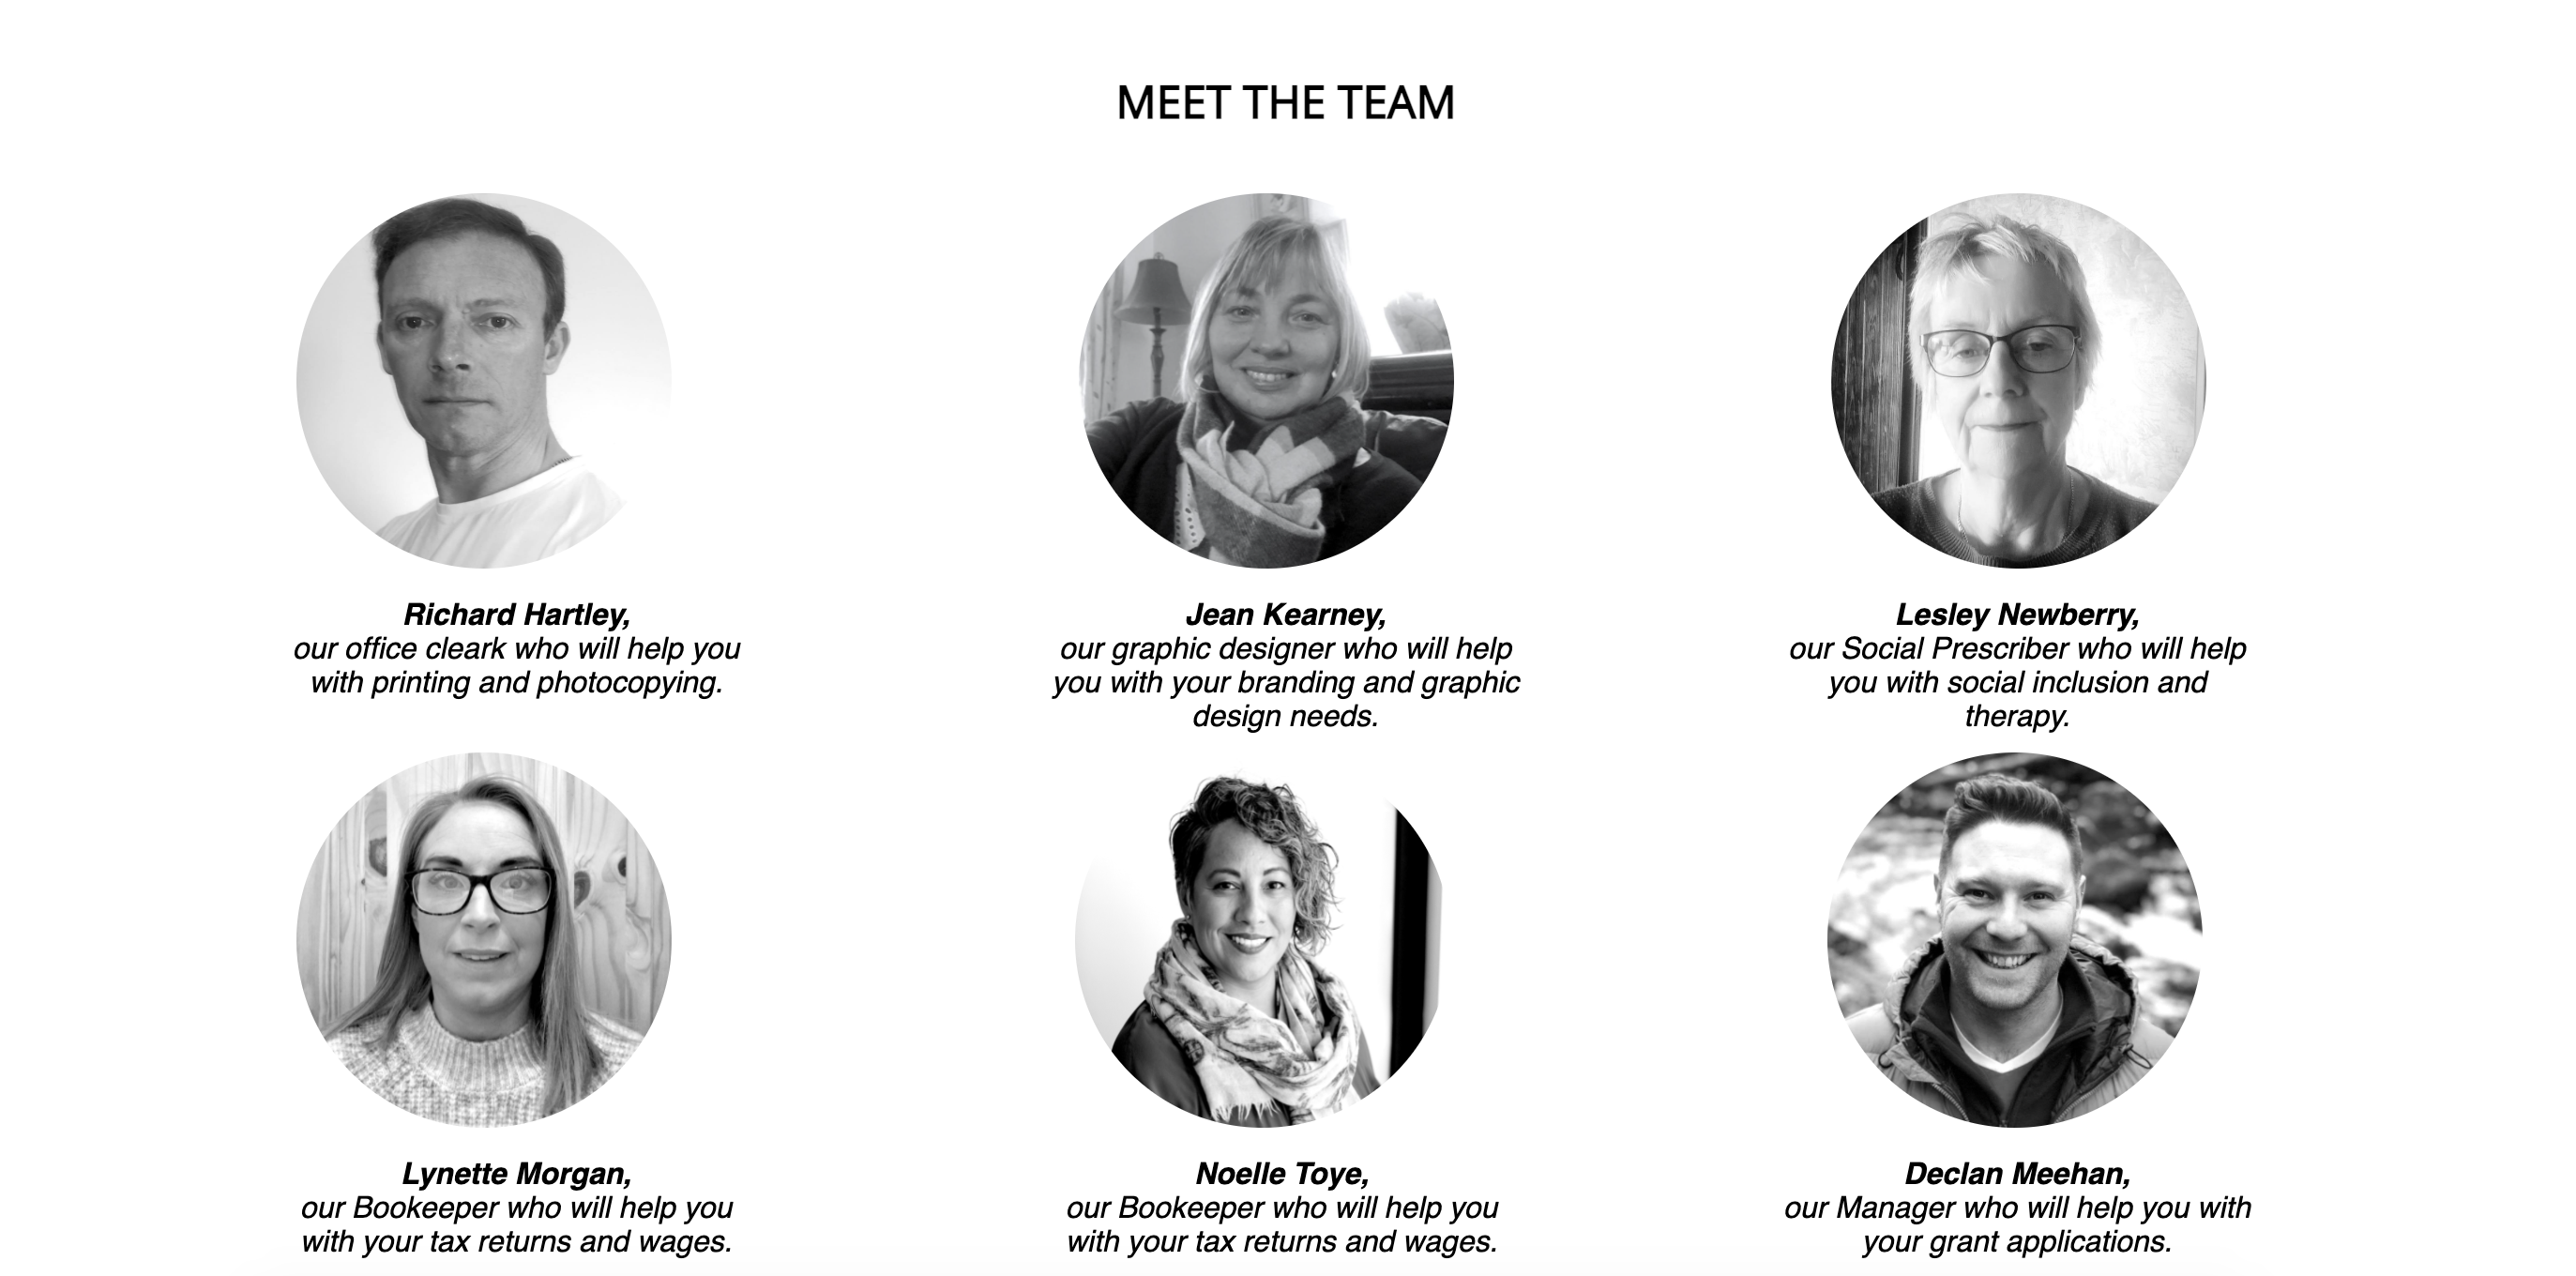 MEET THE TEAM
Richard Hartley,
our office cleark who will help you
with printing and photocopying.
Jean Kearney,
our graphic designer who will help
you with your branding and graphic
design needs.
Lesley Newberry,
our Social Prescriber who will help
you with social inclusion and
therapy.
Lynette Morgan,
our Bookeeper who will help you
with your tax returns and wages.
Noelle Toye,
our Bookeeper who will help you
with your tax returns and wages.
Declan Meehan,
our Manager who will help you with
your grant applications.